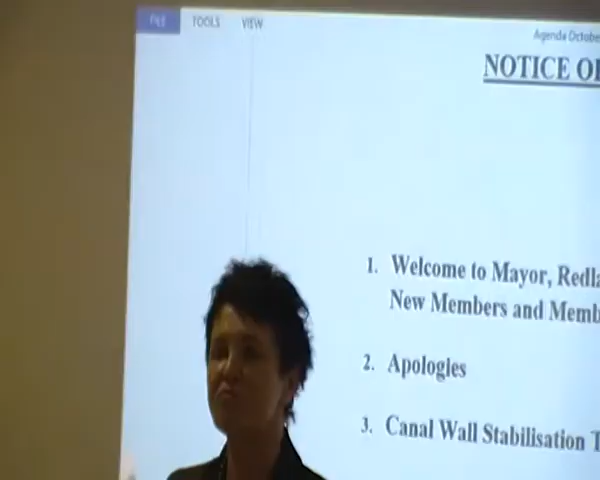 FILE TOOLS VIEW
Agenda October
NOTICE OF
1. Welcome to Mayor, Redla
New Members and Memb
2. Apologies
3. Canal Wall Stabilisation T